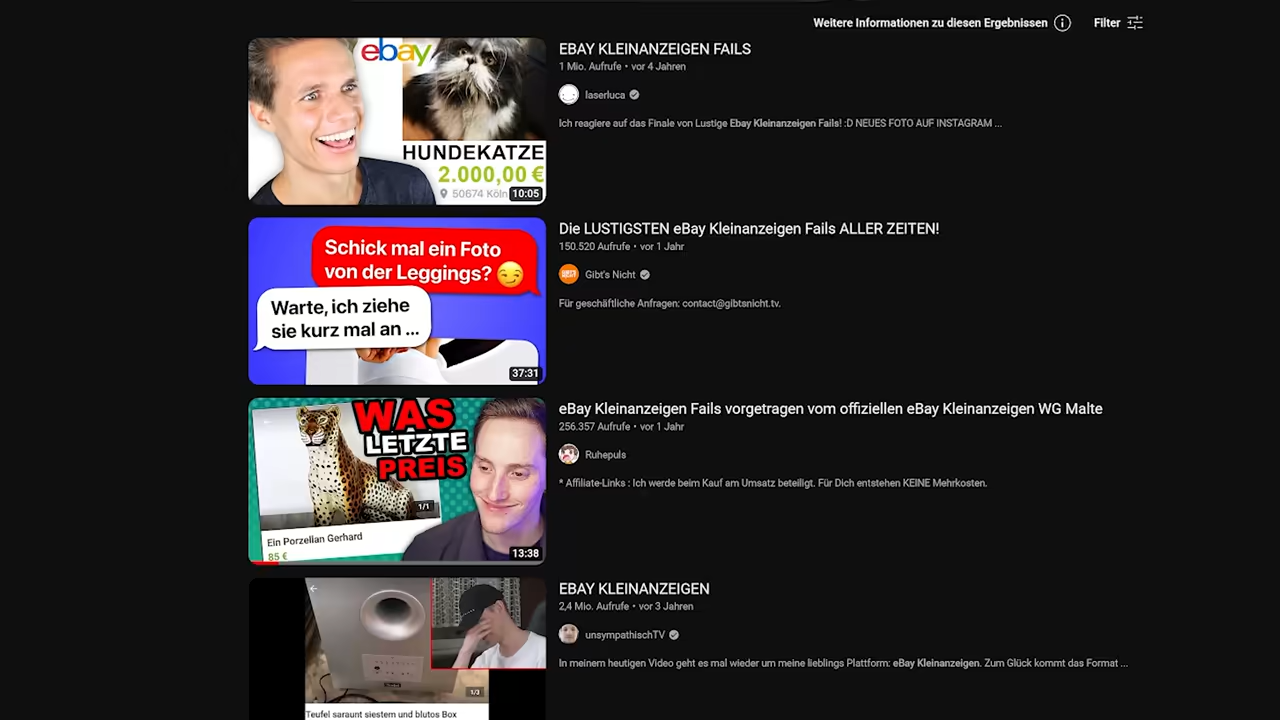 Weitere Informationen zu diesen Ergebnissen
Filter
ebay
HUNDEKATZE
2.000,00 €
50674 Köln
10:05
EBAY KLEINANZEIGEN FAILS
1 Mio. Aufrufe • vor 4 Jahren
laserluca
Ich reagiere auf das Finale von Lustige Ebay Kleinanzeigen Fails! :D NEUES FOTO AUF INSTAGRAM ...
Schick mal ein Foto
von der Leggings?
Warte, ich ziehe
sie kurz mal an ...
37:31
Die LUSTIGSTEN eBay Kleinanzeigen Fails ALLER ZEITEN!
150.520 Aufrufe • vor 1 Jahr
Gibt's Nicht
Für geschäftliche Anfragen: contact@gibtsnicht.tv.
WAS
LETZTE
PREIS
1/1
Ein Porzellan Gerhard
85 €
13:38
eBay Kleinanzeigen Fails vorgetragen vom offiziellen eBay Kleinanzeigen WG Malte
256.357 Aufrufe • vor 1 Jahr
Ruhepuls
* Affiliate-Links : Ich werde beim Kauf am Umsatz beteiligt. Für Dich entstehen KEINE Mehrkosten.
1/3
Teufel saraunt siestem und blutos Box
EBAY KLEINANZEIGEN
2,4 Mio. Aufrufe • vor 3 Jahren
unsympathischTV
In meinem heutigen Video geht es mal wieder um meine lieblings Plattform: eBay Kleinanzeigen. Zum Glück kommt das Format ...